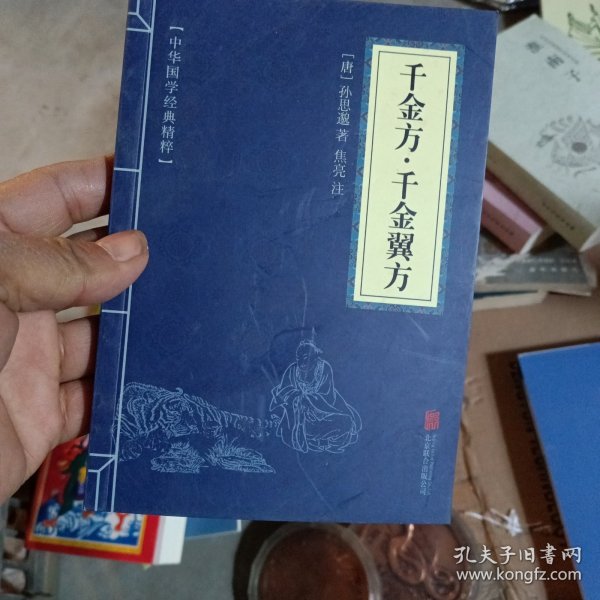 【中华国学经典精粹】
千金方·千金翼方
［唐］孙思邈 著 焦亮 注
北京联合出版公司
孔夫子旧书网
www.kongfz.com